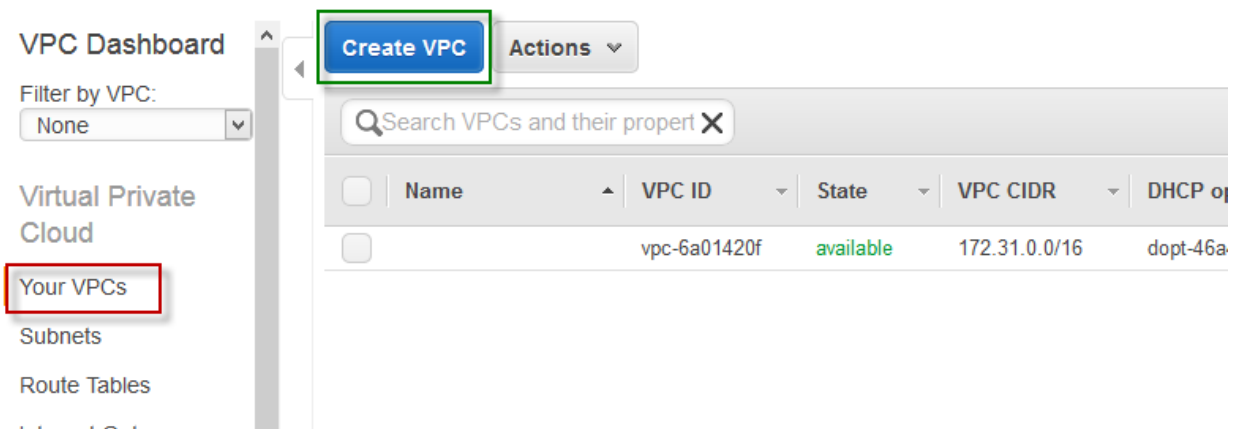 VPC Dashboard
Filter by VPC:
None
Virtual Private
Cloud
Your VPCs
Subnets
Route Tables
Create VPC Actions
Search VPCs and their propert
Name VPC ID State VPC CIDR DHCP
vpc-6a01420f available 172.31.0.0/16